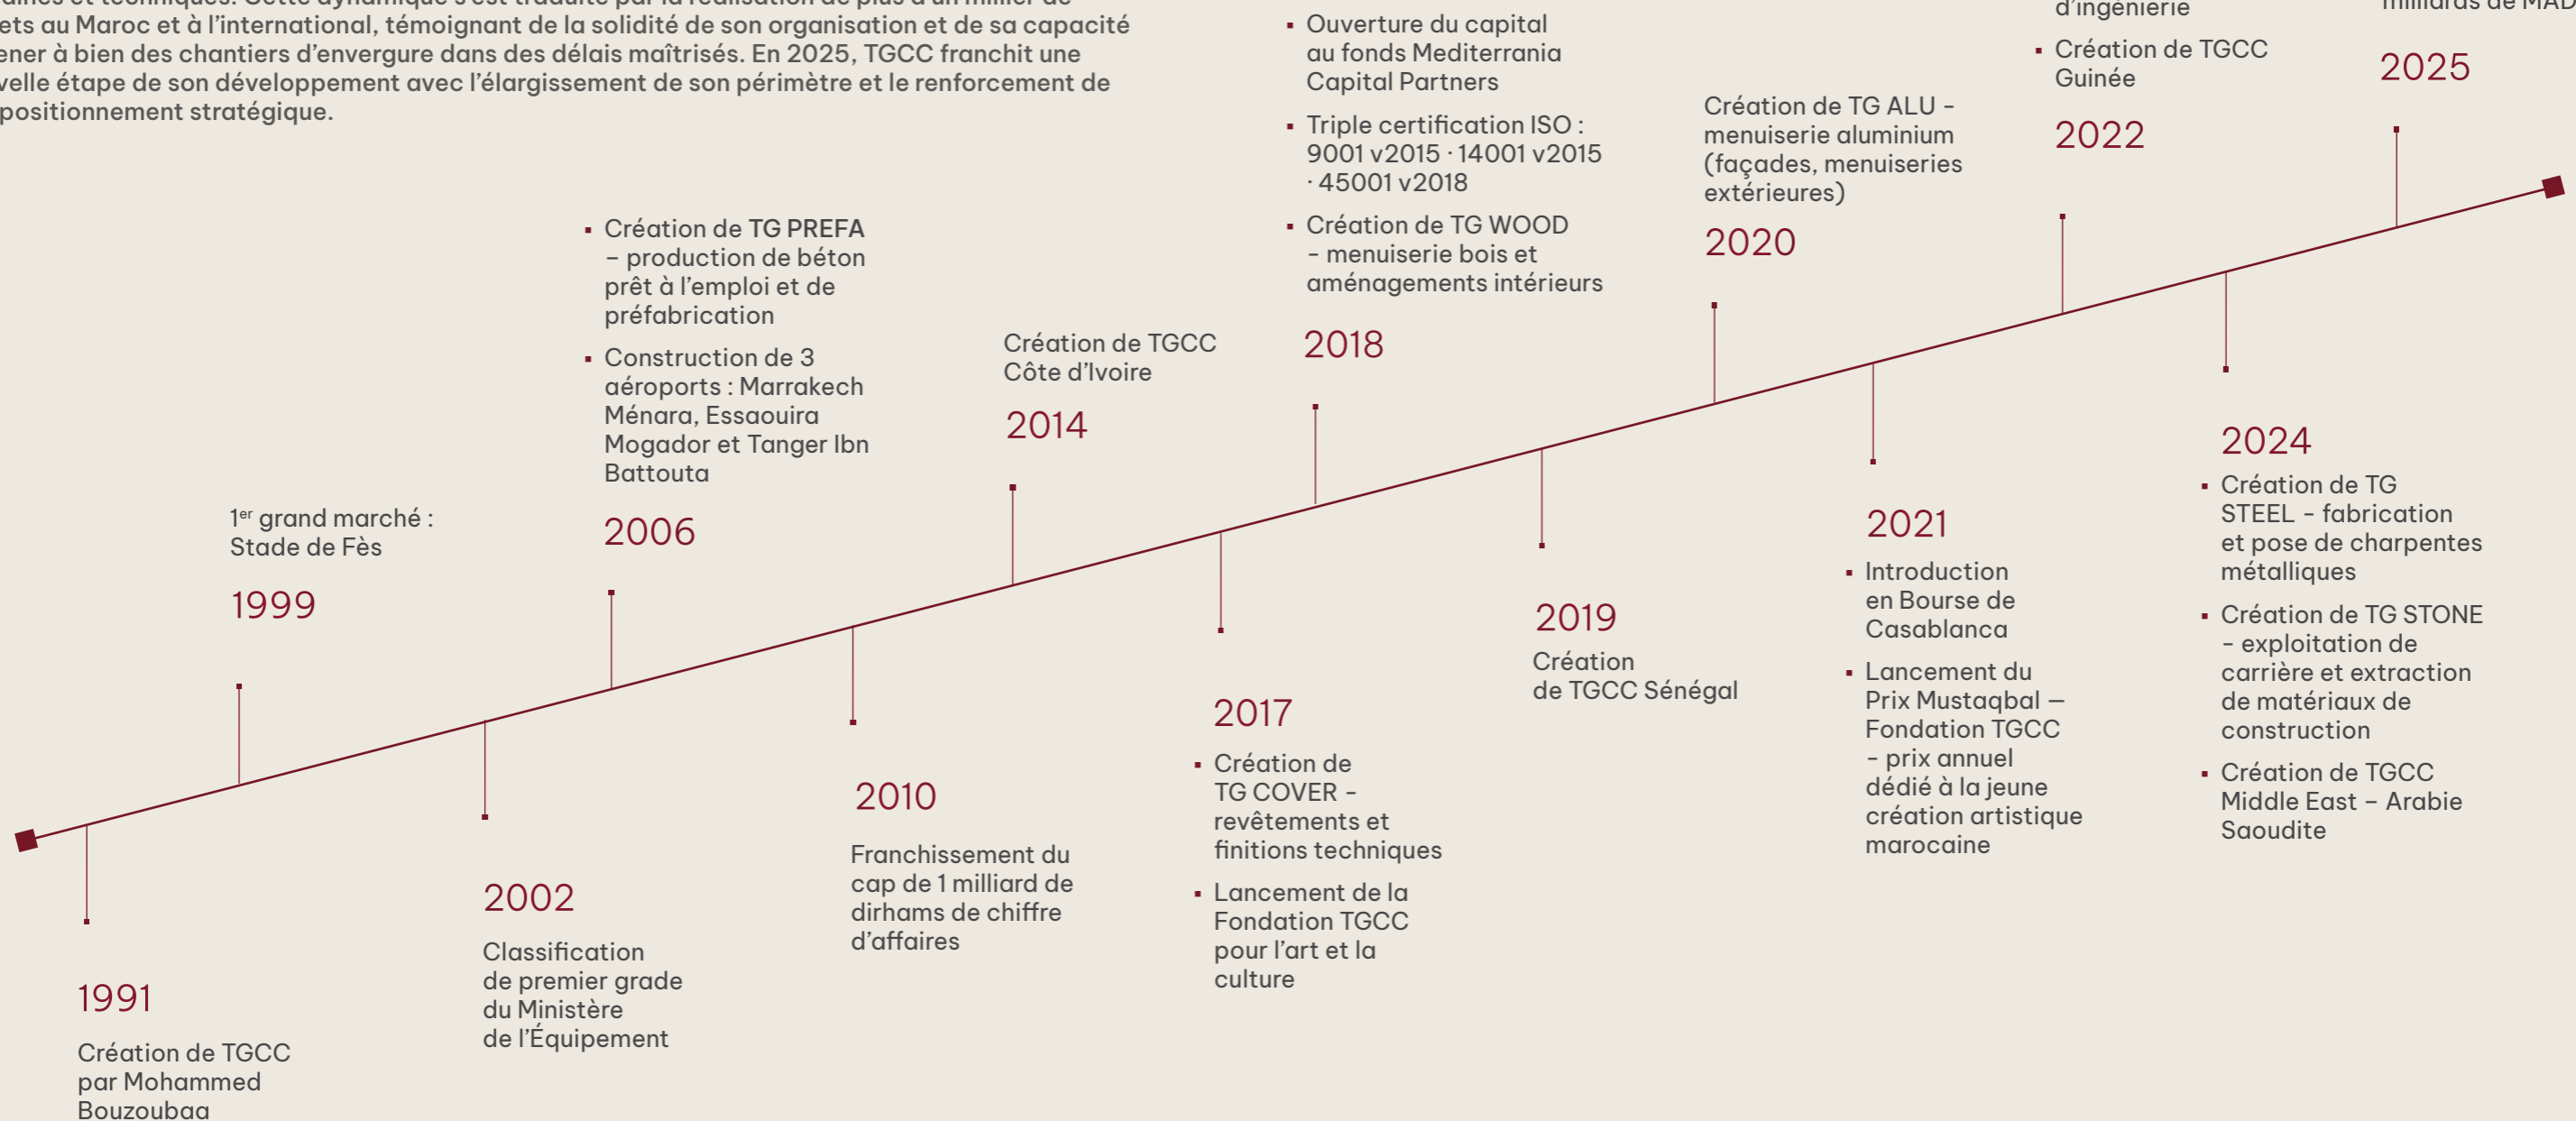 ets au Maroc et à l’international, témoignant de la solidité de son organisation et de sa capacité
ener à bien des chantiers d’envergure dans des délais maîtrisés. En 2025, TGCC franchit une
velle étape de son développement avec l’élargissement de son périmètre et le renforcement de
positionnement stratégique.
1991
Création de TGCC
par Mohammed
Bouzoubaa
1er grand marché :
Stade de Fès
1999
2002
Classification
de premier grade
du Ministère
de l’Équipement
▪ Création de TG PREFA
– production de béton
prêt à l’emploi et de
préfabrication
▪ Construction de 3
aéroports : Marrakech
Ménara, Essaouira
Mogador et Tanger Ibn
Battouta
2006
2010
Franchissement du
cap de 1 milliard de
dirhams de chiffre
d’affaires
Création de TGCC
Côte d’Ivoire
2014
2017
▪ Création de
TG COVER –
revêtements et
finitions techniques
▪ Lancement de la
Fondation TGCC
pour l’art et la
culture
▪ Ouverture du capital
au fonds Mediterrania
Capital Partners
▪ Triple certification ISO :
9001 v2015 · 14001 v2015
· 45001 v2018
▪ Création de TG WOOD
– menuiserie bois et
aménagements intérieurs
2018
2019
Création
de TGCC Sénégal
Création de TG ALU –
menuiserie aluminium
(façades, menuiseries
extérieures)
2020
2021
▪ Introduction
en Bourse de
Casablanca
▪ Lancement du
Prix Mustaqbal —
Fondation TGCC
– prix annuel
dédié à la jeune
création artistique
marocaine
d’ingénierie
▪ Création de TGCC
Guinée
2022
2024
▪ Création de TG
STEEL – fabrication
et pose de charpentes
métalliques
▪ Création de TG STONE
– exploitation de
carrière et extraction
de matériaux de
construction
▪ Création de TGCC
Middle East – Arabie
Saoudite
milliards de MAD
2025